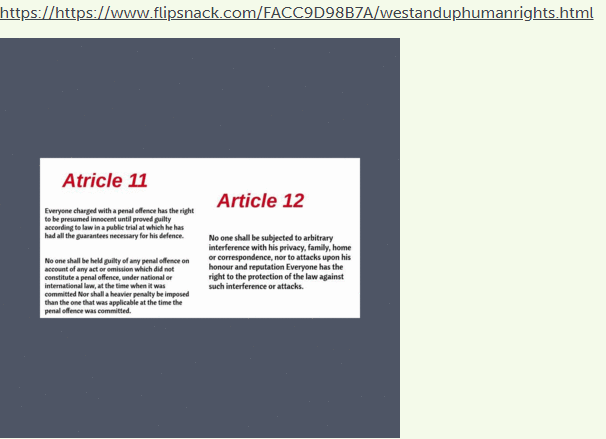 https://https://www.flipsnack.com/FACC9D98B7A/westanduphumanrights.html
Atricle 11
Everyone charged with a penal offence has the right
to be presumed innocent until proved guilty
according to law in a public trial at which he has
had all the guarantees necessary for his defence.
No one shall be held guilty of any penal offence on
account of any act or omission which did not
constitute a penal offence, under national or
international law, at the time when it was
committed Nor shall a heavier penalty be imposed
than the one that was applicable at the time the
penal offence was committed.
Article 12
No one shall be subjected to arbitrary
interference with his privacy, family, home
or correspondence, nor to attacks upon his
honour and reputation Everyone has the
right to the protection of the law against
such interference or attacks.